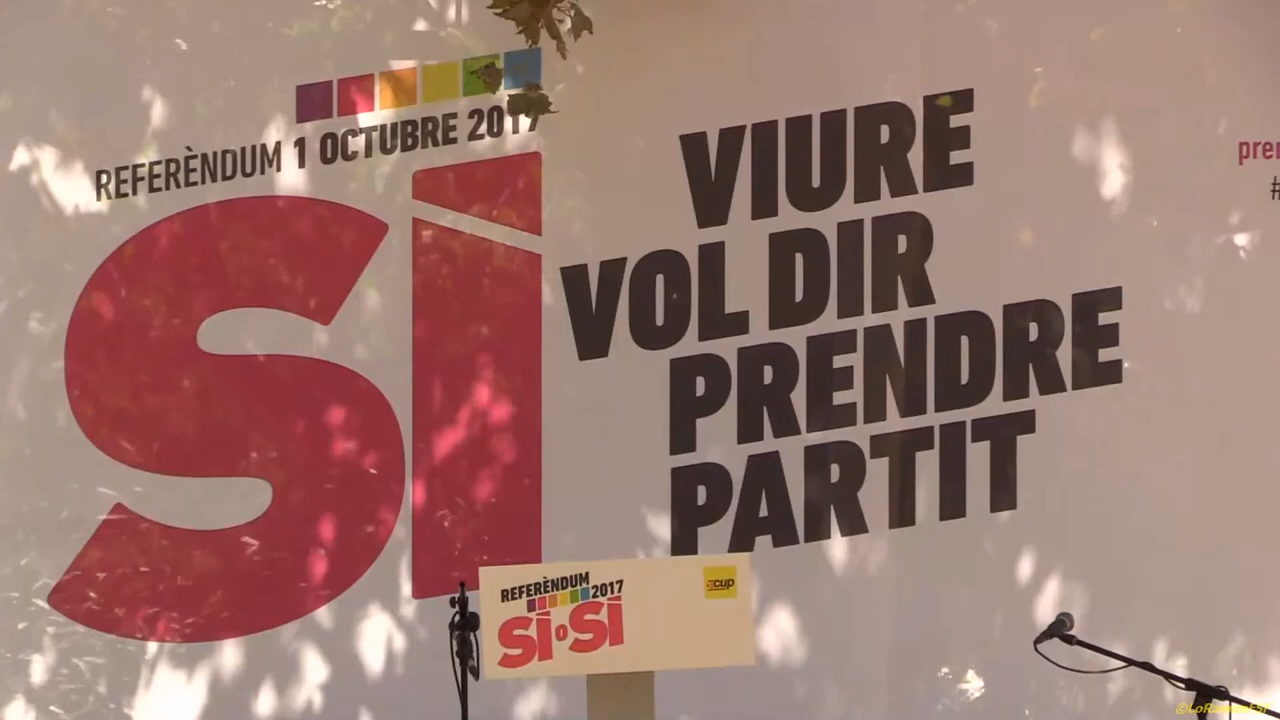 REFERÈNDUM 1 OCTUBRE 2017
SÍ
VIURE
VOL DIR
PRENDRE
PARTIT
#
REFERÈNDUM 2017
SÍ o SÍ
CUP